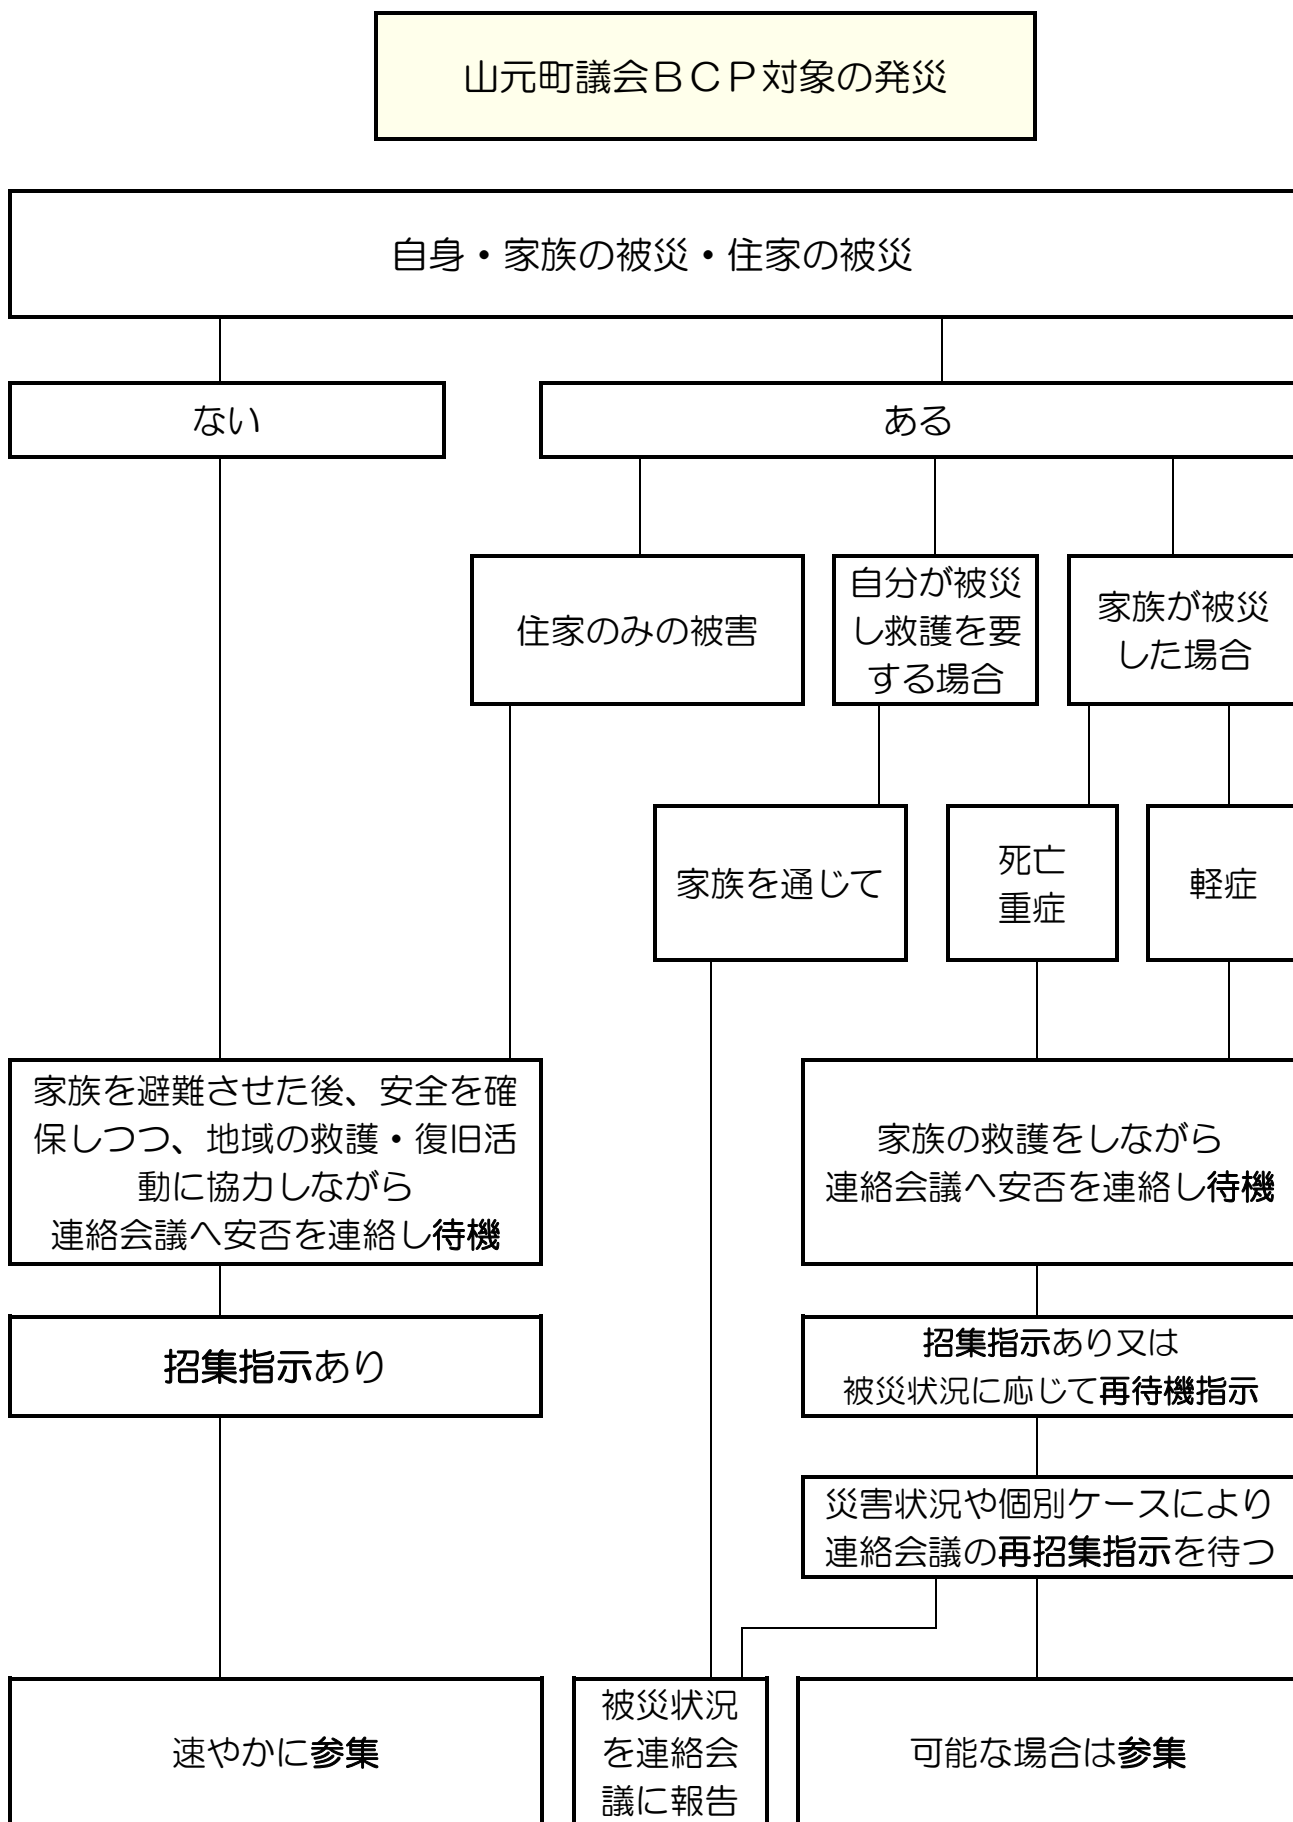 山元町議会ＢＣＰ対象の発災
自身・家族の被災・住家の被災
ない
ある
住家のみの被害
自分が被災
し救護を要
する場合
家族が被災
した場合
家族を通じて
死亡
重症
軽症
家族を避難させた後、安全を確
保しつつ、地域の救護・復旧活
動に協力しながら
連絡会議へ安否を連絡し待機
家族の救護をしながら
連絡会議へ安否を連絡し待機
招集指示あり
招集指示あり又は
被災状況に応じて再待機指示
災害状況や個別ケースにより
連絡会議の再招集指示を待つ
速やかに参集
被災状況
を連絡会
議に報告
可能な場合は参集